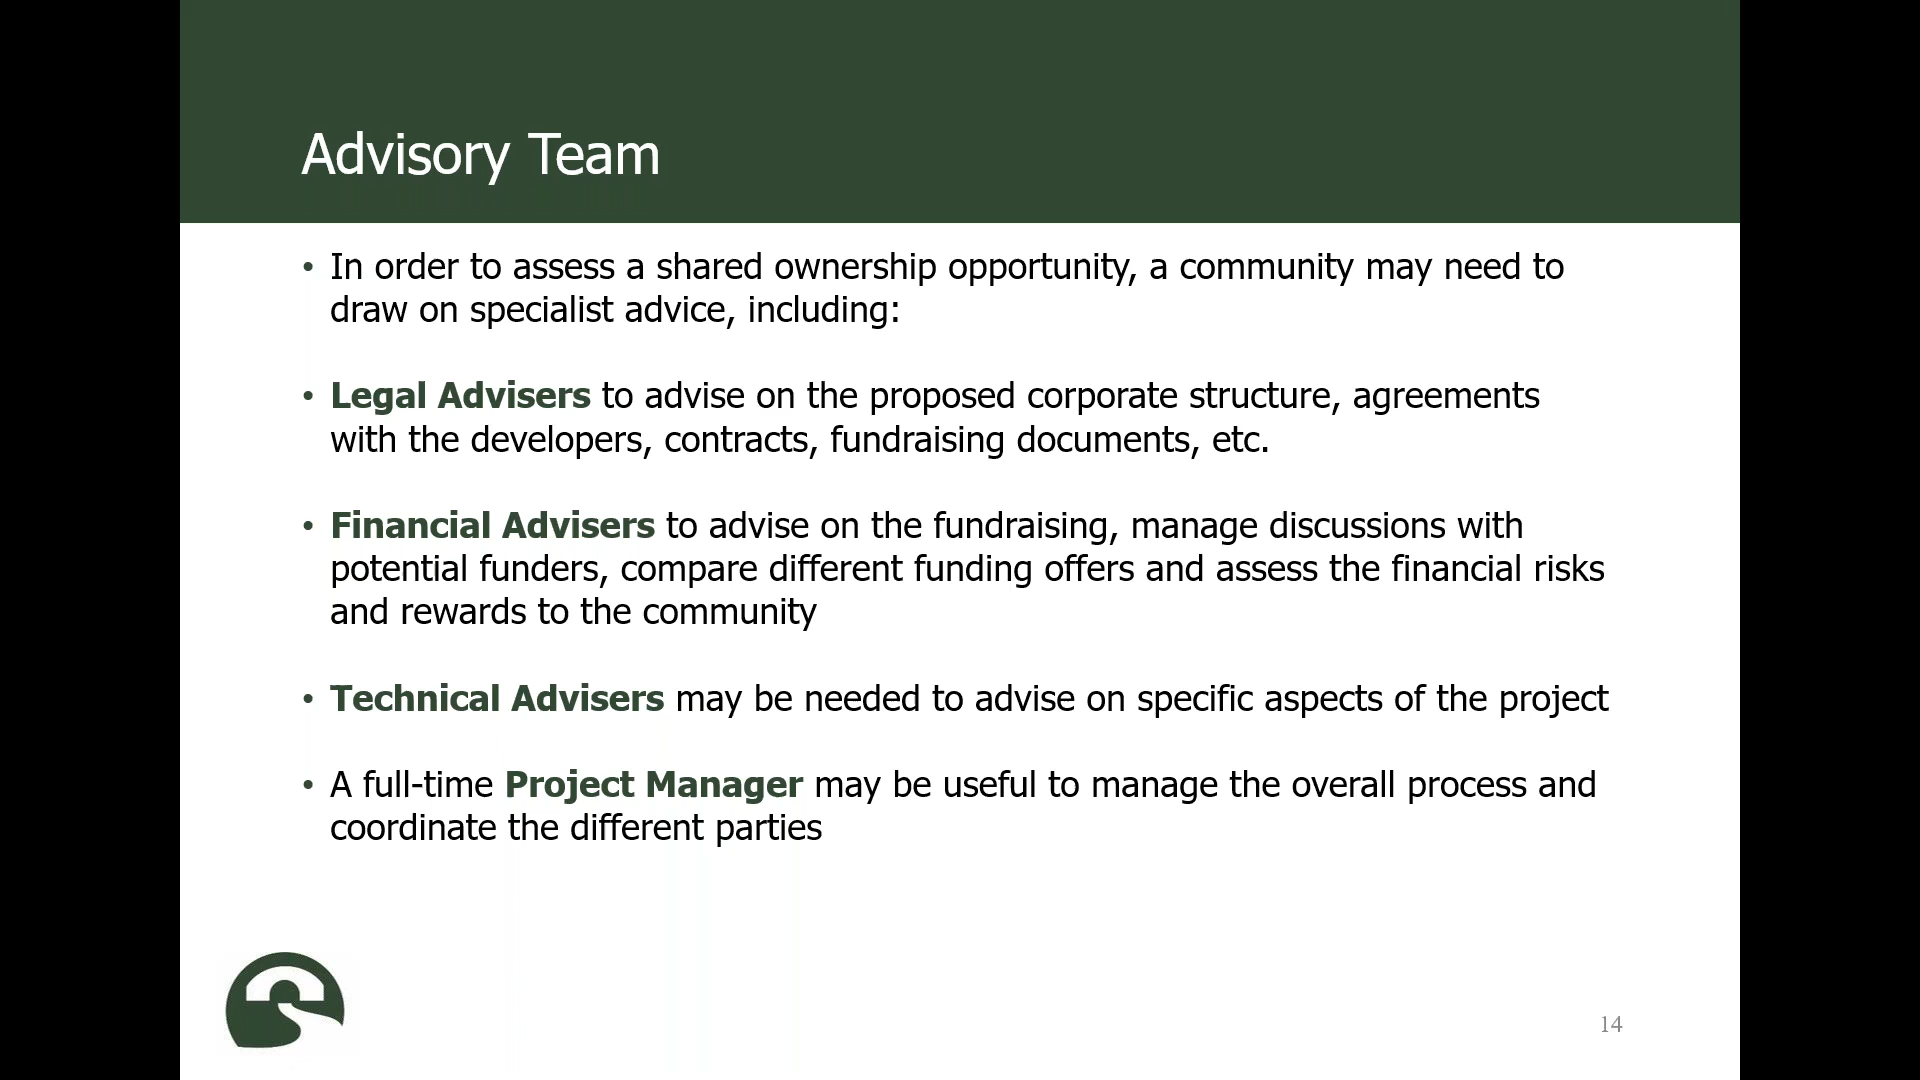 Advisory Team
• In order to assess a shared ownership opportunity, a community may need to
draw on specialist advice, including:
• Legal Advisers to advise on the proposed corporate structure, agreements
with the developers, contracts, fundraising documents, etc.
• Financial Advisers to advise on the fundraising, manage discussions with
potential funders, compare different funding offers and assess the financial risks
and rewards to the community
• Technical Advisers may be needed to advise on specific aspects of the project
• A full-time Project Manager may be useful to manage the overall process and
coordinate the different parties
14